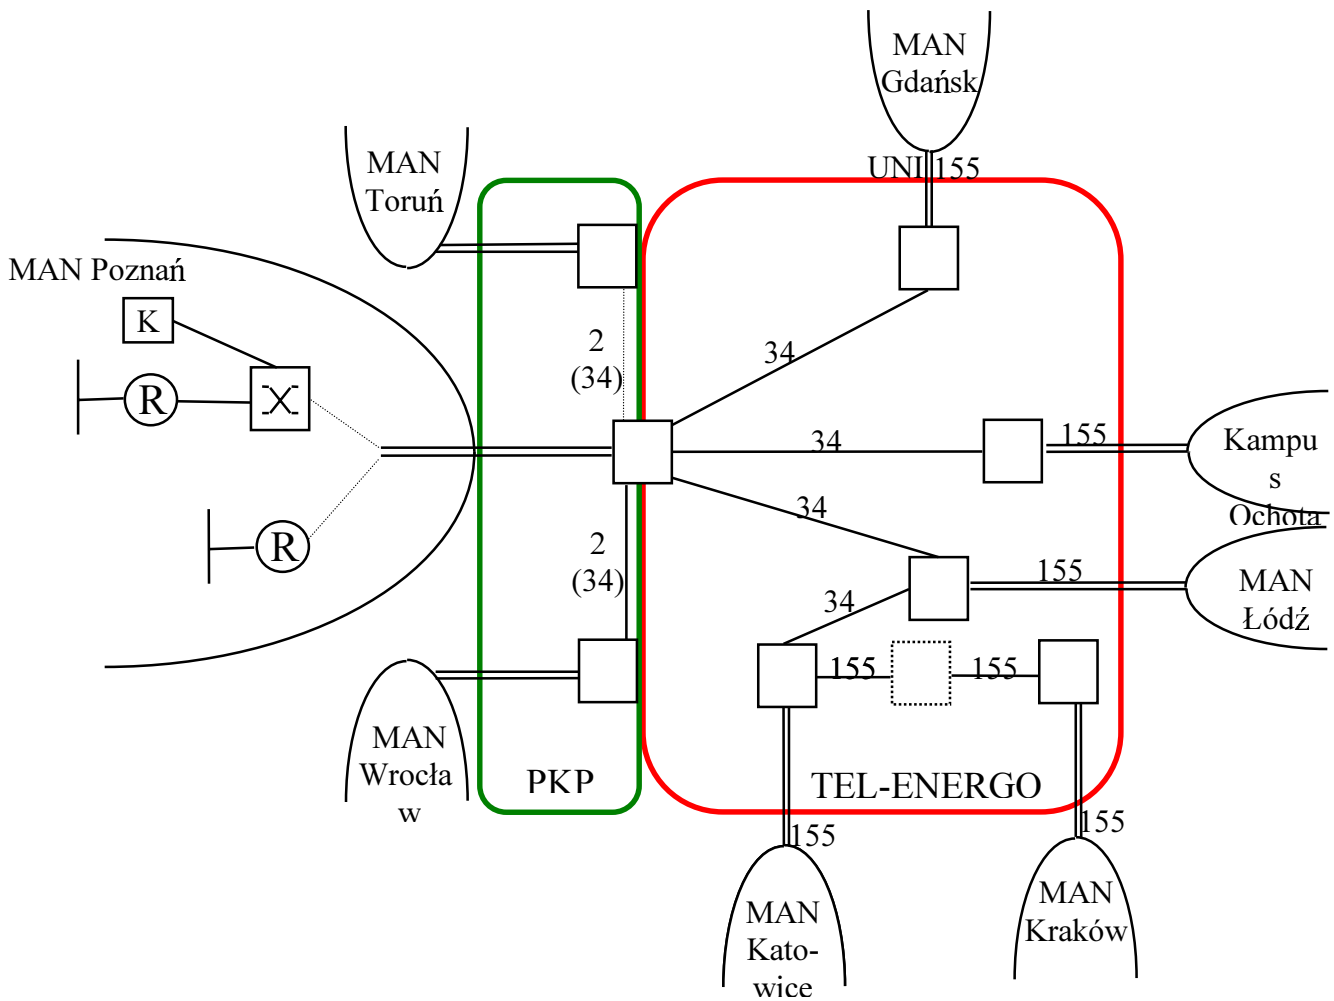 MAN
Gdańsk
UNI 155
MAN
Toruń
MAN Poznań
K
R
R
2
(34)
2
(34)
34
34
34
34
155
Kampu
s
Ochota
155
MAN
Łódź
155
155
MAN
Wrocła
w
PKP
TEL-ENERGO
155
155
MAN
Kato-
wice
MAN
Kraków